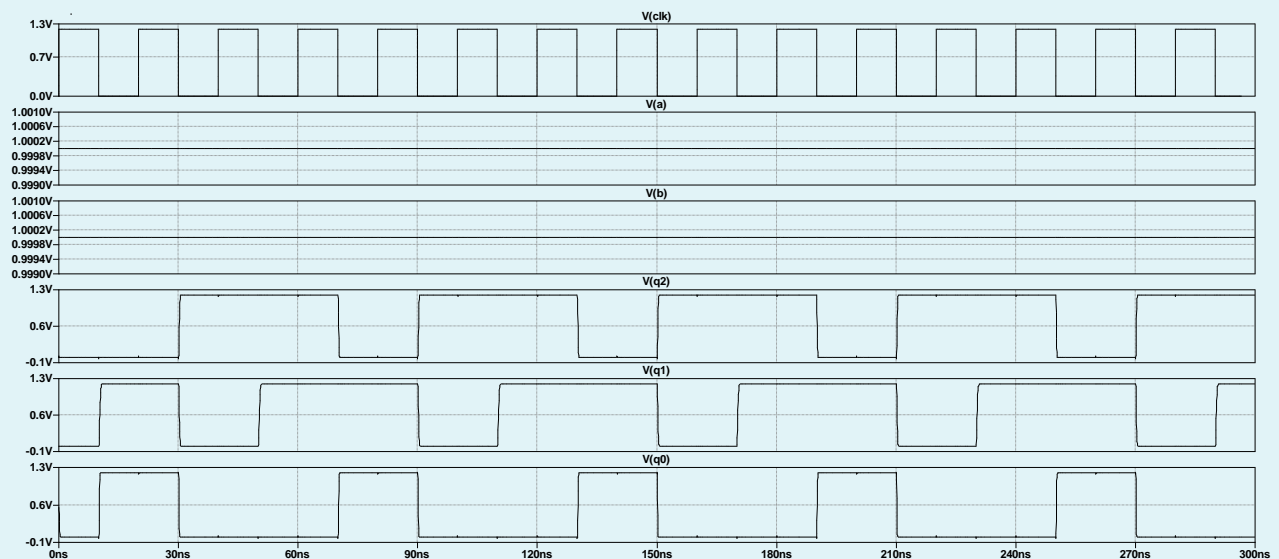 V(clk)
1.3V
0.7V
0.0V
V(a)
1.0010V
1.0006V
1.0002V
0.9998V
0.9994V
0.9990V
V(b)
1.0010V
1.0006V
1.0002V
0.9998V
0.9994V
0.9990V
V(q2)
1.3V
0.6V
-0.1V
V(q1)
1.3V
0.6V
-0.1V
V(q0)
1.3V
0.6V
-0.1V
0ns 30ns 60ns 90ns 120ns 150ns 180ns 210ns 240ns 270ns 300ns